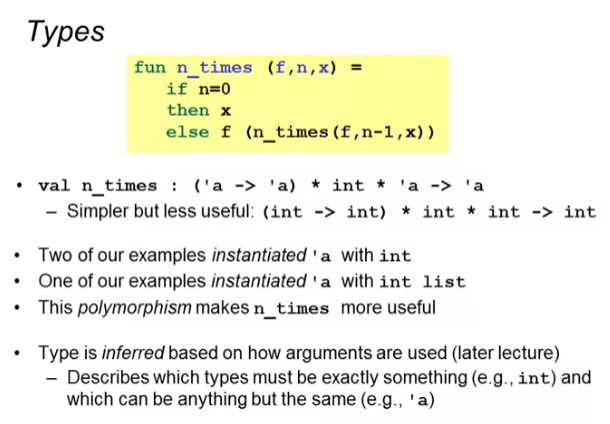 Types
fun n_times (f,n,x) =
if n=0
then x
else f (n_times(f,n-1,x))
• val n_times : ('a -> 'a) * int * 'a -> 'a
– Simpler but less useful: (int -> int) * int * int -> int
• Two of our examples instantiated 'a with int
• One of our examples instantiated 'a with int list
• This polymorphism makes n_times more useful
• Type is inferred based on how arguments are used (later lecture)
– Describes which types must be exactly something (e.g., int) and
which can be anything but the same (e.g., 'a)